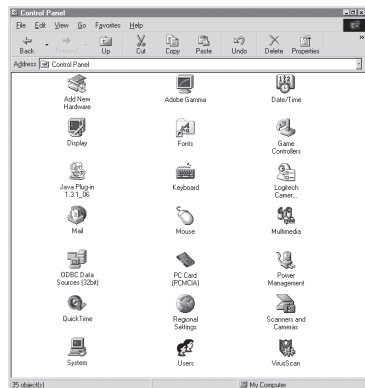 Control Panel
File Edit View Go Favorites Help
Back Forward Up Cut Copy Paste Undo Delete Properties »
Address Control Panel
Add New Hardware
Adobe Gamma
Date/Time
Display
Fonts
Game Controllers
Java Plug-in 1.3.1_06
Keyboard
Logitech Camer...
Mail
Mouse
Multimedia
ODBC Data Sources (32bit)
PC Card (PCMCIA)
Power Management
QuickTime
Regional Settings
Scanners and Cameras
System
Users
VirusScan
35 object(s) My Computer